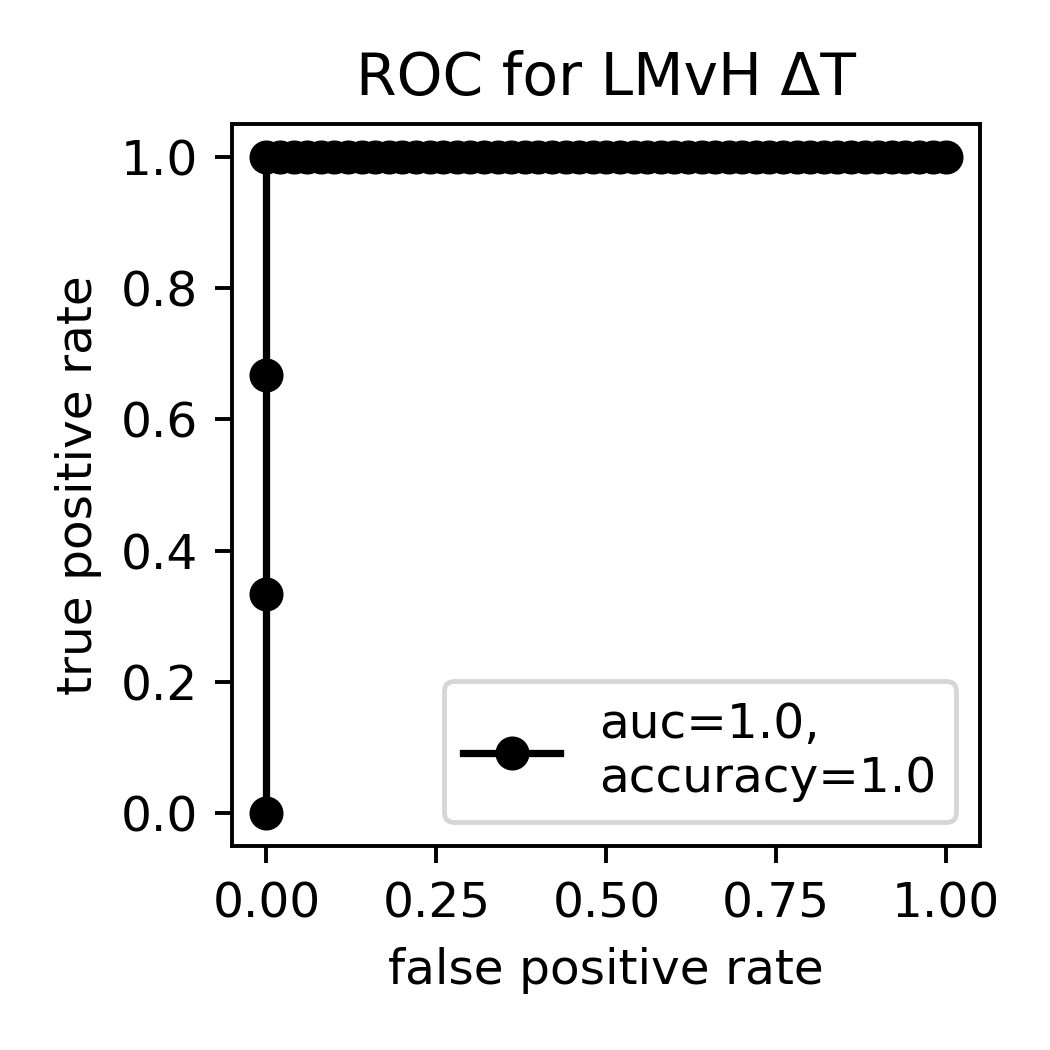 ROC for LMvH ΔT
1.0
0.8
0.6
0.4
0.2
0.0
true positive rate
auc=1.0,
accuracy=1.0
0.00 0.25 0.50 0.75 1.00
false positive rate